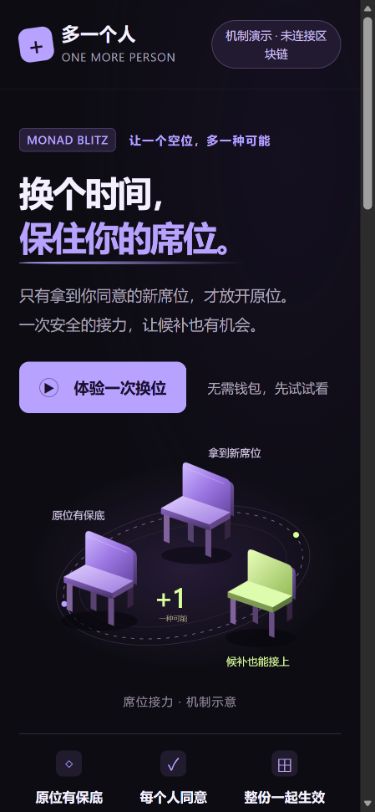 多一个人
ONE MORE PERSON
机制演示 · 未连接区
块链
MONAD BLITZ
让一个空位，多一种可能
换个时间，
保住你的席位。
只有拿到你同意的新席位，才放开原位。
一次安全的接力，让候补也有机会。
体验一次换位
无需钱包，先试试看
拿到新席位
原位有保底
+1
一种可能
候补也能接上
席位接力 · 机制示意
原位有保底
每个人同意
整份一起生效